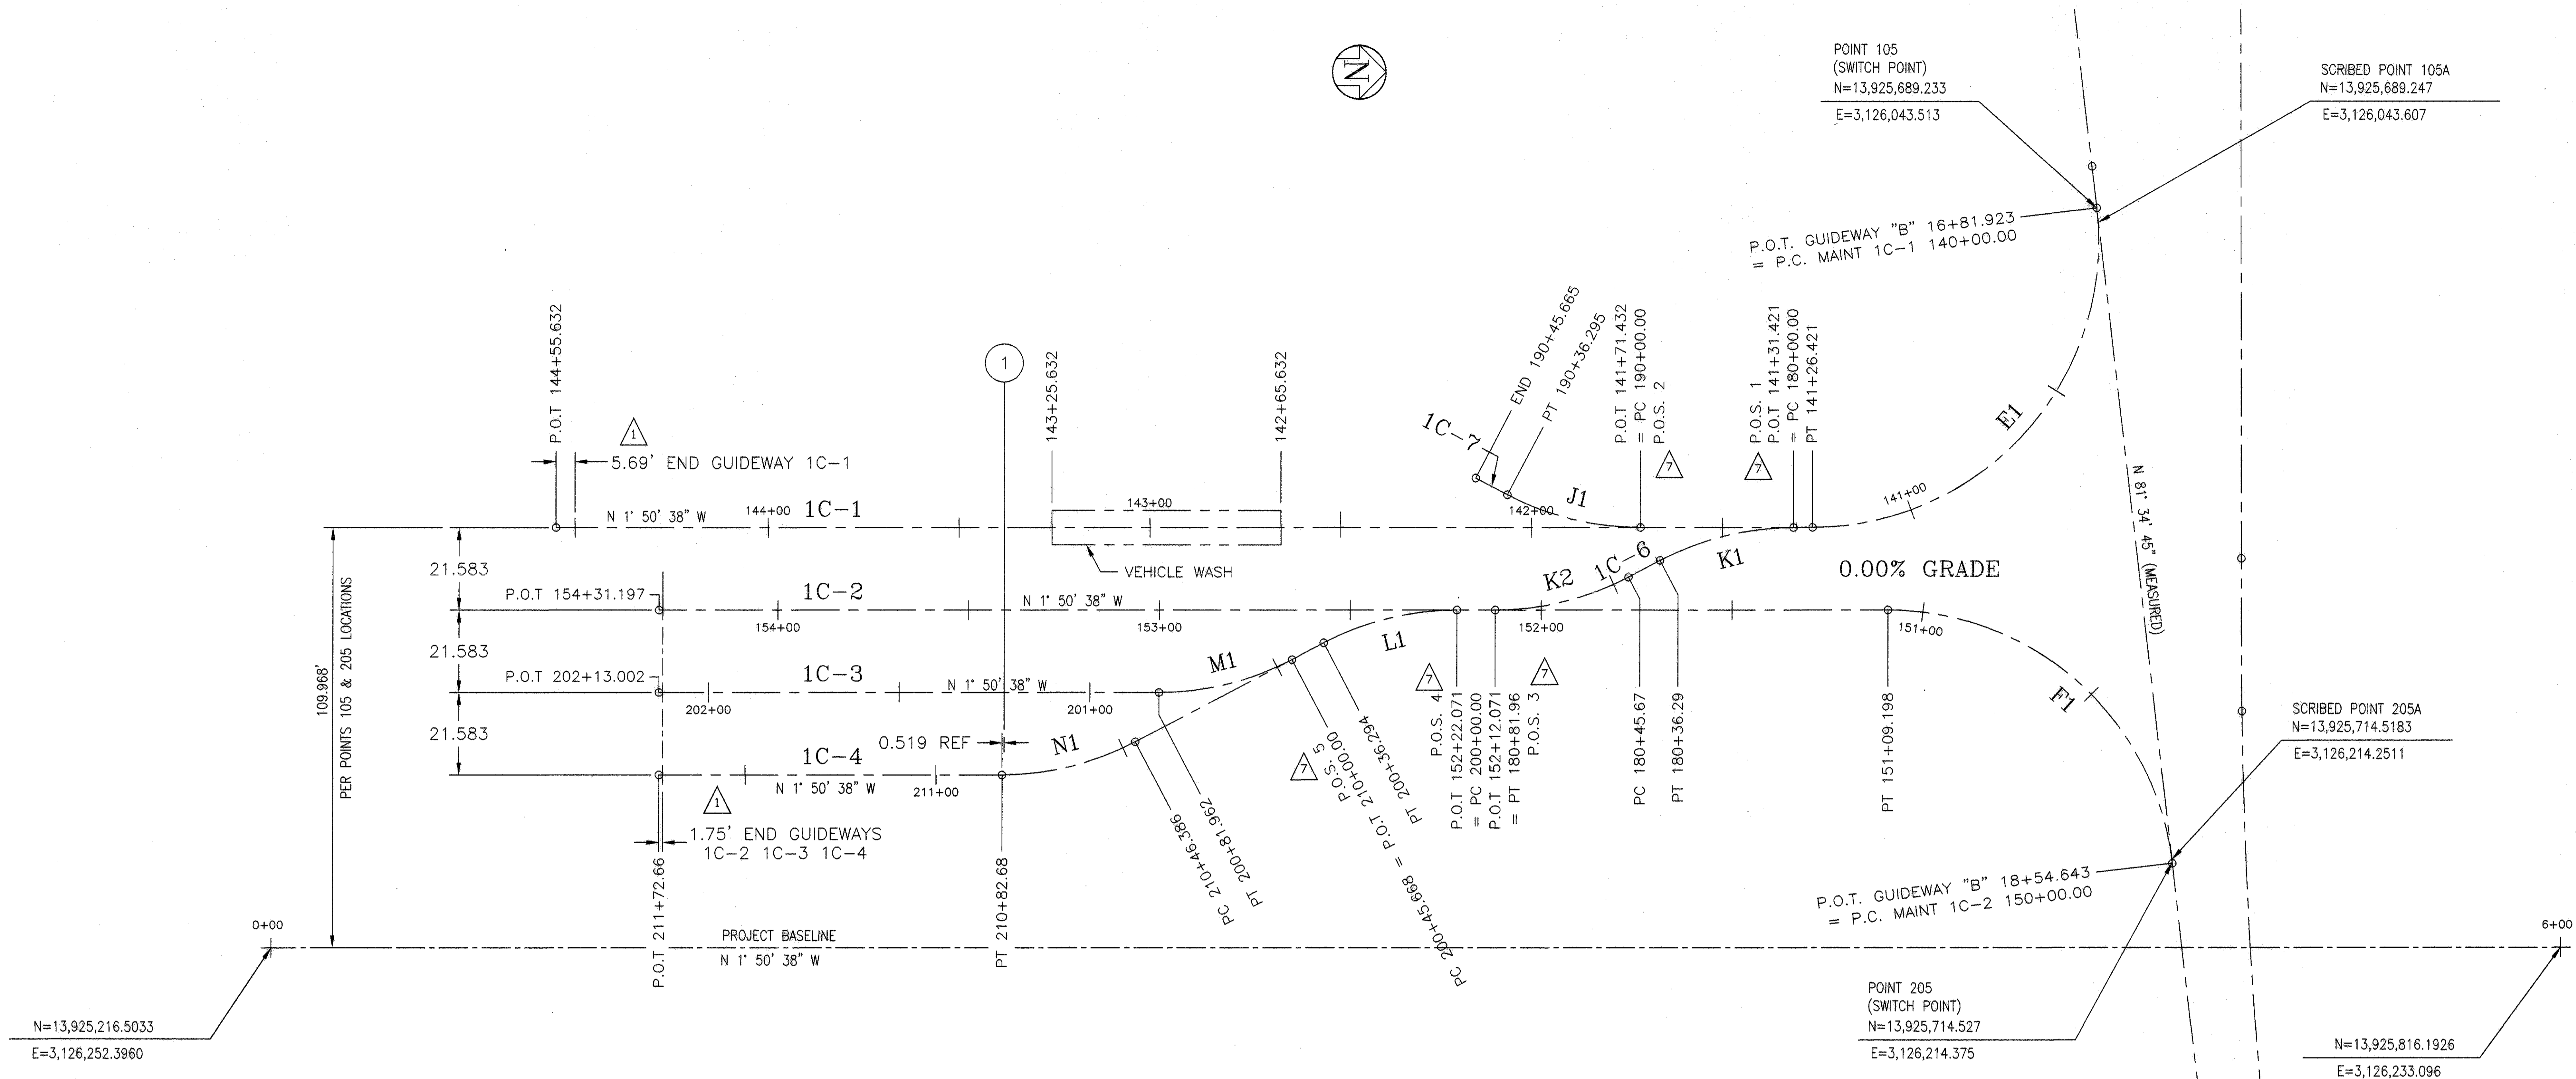 N
POINT 105
(SWITCH POINT)
N=13,925,689.233
E=3,126,043.513
SCRIBED POINT 105A
N=13,925,689.247
E=3,126,043.607
P.O.T. GUIDEWAY "B" 16+81.923
= P.C. MAINT 1C-1 140+00.00
P.O.T 144+55.632
1
5.69' END GUIDEWAY 1C-1
1
143+25.632
142+65.632
1C-7
END 190+45.665
PT 190+36.295
P.O.T 141+71.432
= PC 190+00.00
P.O.S. 2
7
P.O.S. 1
P.O.T 141+31.421
= PC 180+00.00
PT 141+26.421
7
E1
N 81° 34' 45" (MEASURED)
N 1° 50' 38" W
144+00
1C-1
143+00
J1
142+00
141+00
VEHICLE WASH
1C-6
K1
K2
0.00% GRADE
109.968'
PER POINTS 105 & 205 LOCATIONS
21.583
P.O.T 154+31.197
1C-2
154+00
N 1° 50' 38" W
153+00
152+00
151+00
L1
21.583
P.O.T 202+13.002
1C-3
202+00
N 1° 50' 38" W
201+00
M1
F1
21.583
0.519 REF
N1
1C-4
N 1° 50' 38" W
211+00
1
1.75' END GUIDEWAYS
1C-2 1C-3 1C-4
P.O.T 211+72.66
PT 210+82.68
PC 210+46.386
PT 200+81.962
7
P.O.S. 5
PC 200+45.668 = P.O.T 210+00.00
PT 200+36.294
7
P.O.S. 4
P.O.T 152+22.071
= PC 200+00.00
P.O.T 152+12.071
= PT 180+81.96
P.O.S. 3
7
PC 180+45.67
PT 180+36.29
PT 151+09.198
SCRIBED POINT 205A
N=13,925,714.5183
E=3,126,214.2511
P.O.T. GUIDEWAY "B" 18+54.643
= P.C. MAINT 1C-2 150+00.00
0+00
PROJECT BASELINE
N 1° 50' 38" W
6+00
POINT 205
(SWITCH POINT)
N=13,925,714.527
E=3,126,214.375
N=13,925,216.5033
E=3,126,252.3960
N=13,925,816.1926
E=3,126,233.096